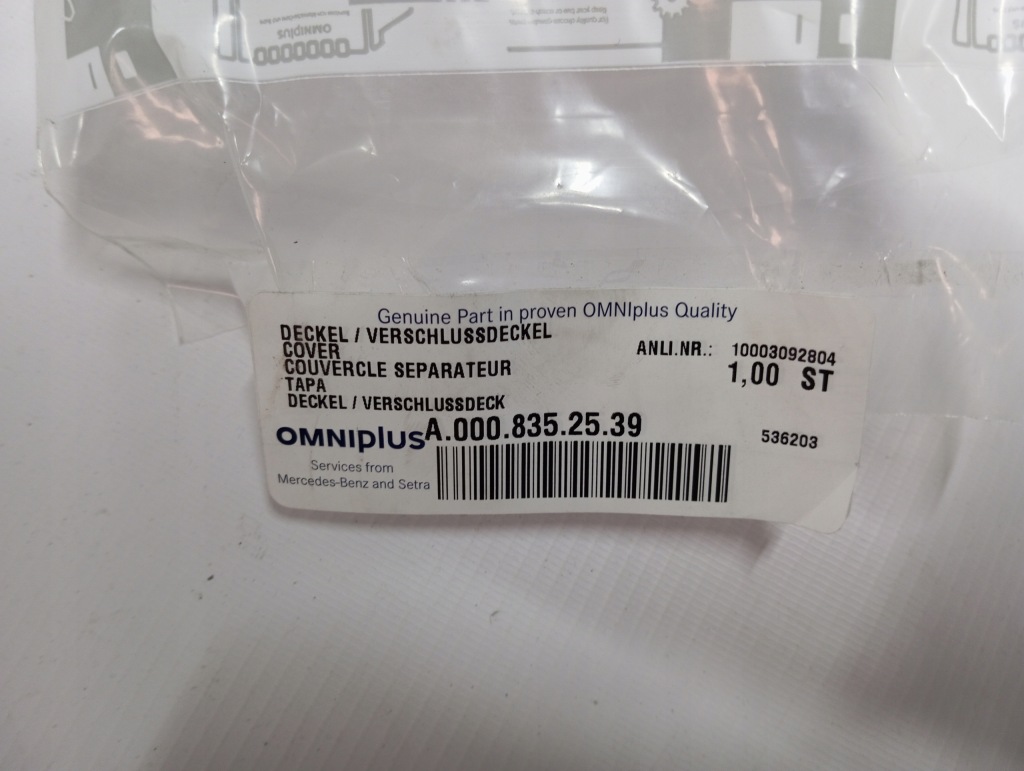 OMNIplus
Genuine Part in proven OMNIplus Quality
DECKEL / VERSCHLUSSDECKEL
COVER
COUVERCLE SEPARATEUR
TAPA
DECKEL / VERSCHLUSSDECK
ANLI.NR.: 10003092804
1,00 ST
OMNIplus A.000.835.25.39
536203
Services from
Mercedes-Benz and Setra